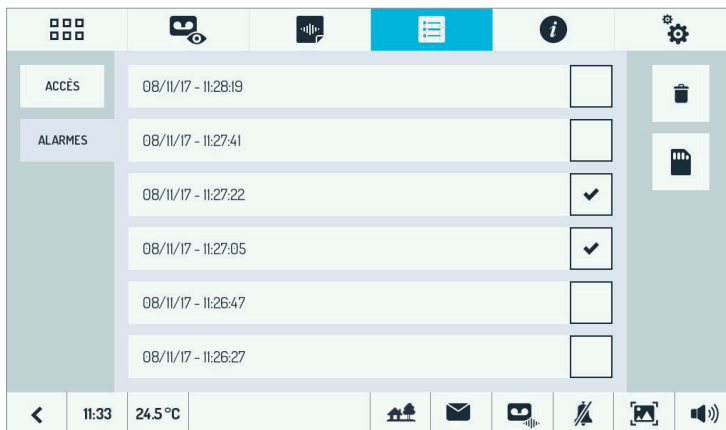 ACCÈS
ALARMES
08/11/17 - 11:28:19
08/11/17 - 11:27:41
08/11/17 - 11:27:22
08/11/17 - 11:27:05
08/11/17 - 11:26:47
08/11/17 - 11:26:27
11:33
24.5 °C